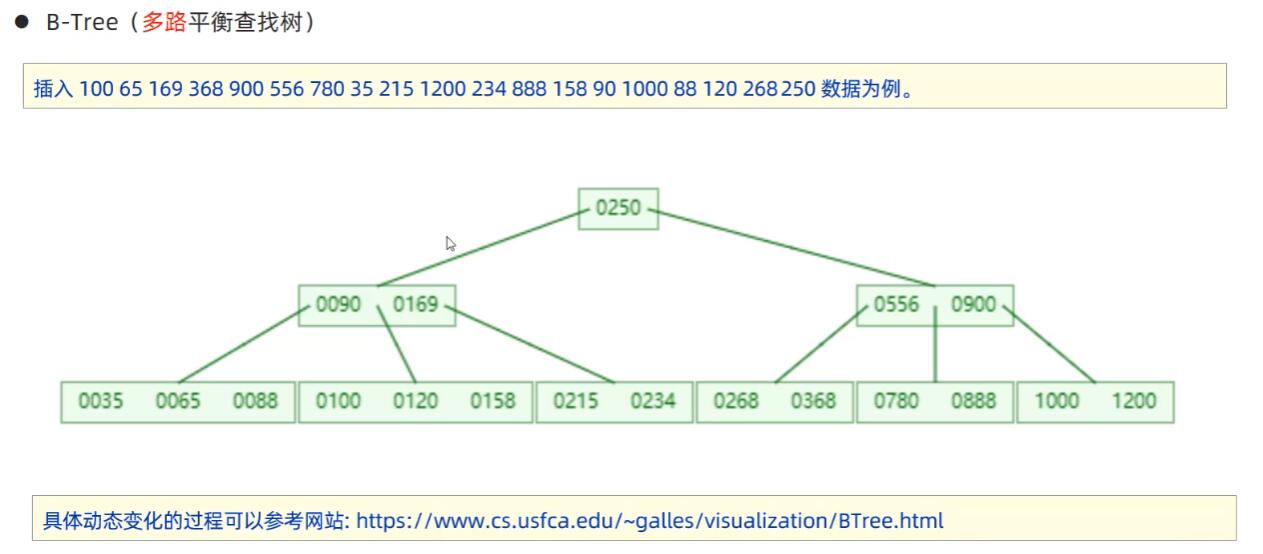 ● B-Tree（多路平衡查找树）
插入 100 65 169 368 900 556 780 35 215 1200 234 888 158 90 1000 88 120 268 250 数据为例。
0250
0090 0169 0556 0900
0035 0065 0088 0100 0120 0158 0215 0234 0268 0368 0780 0888 1000 1200
具体动态变化的过程可以参考网站: https://www.cs.usfca.edu/~galles/visualization/BTree.html